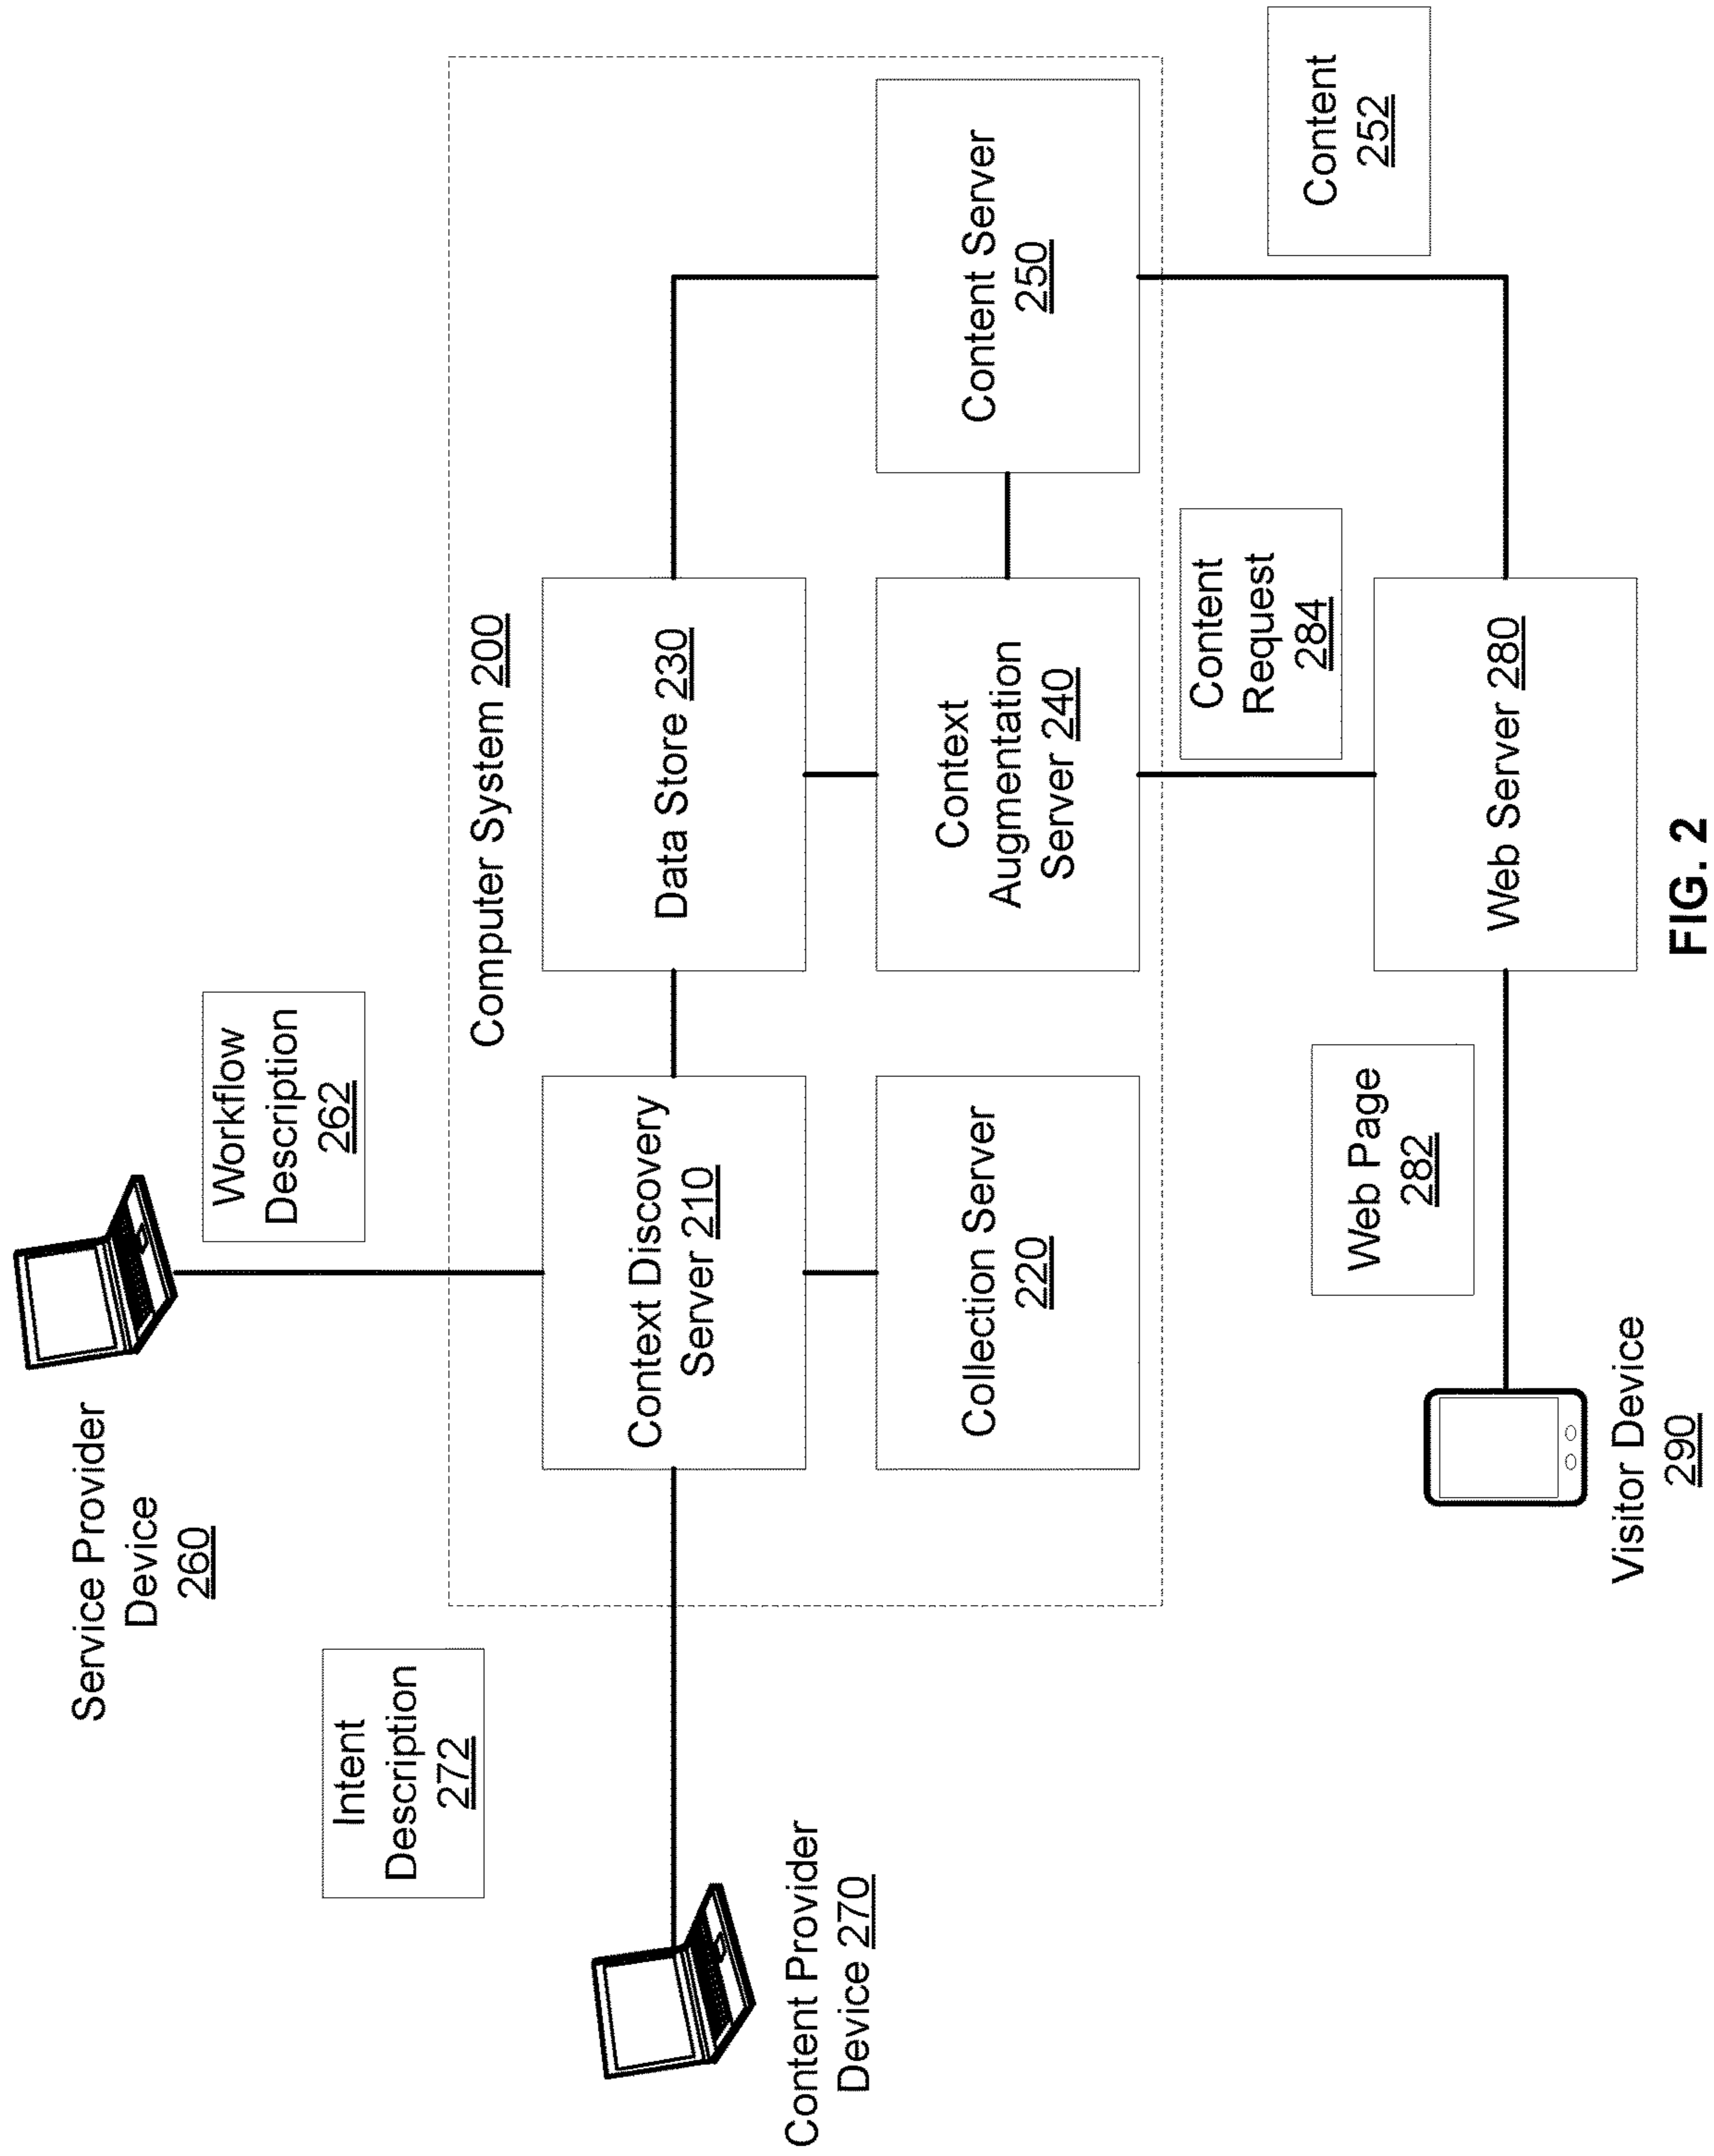 Service Provider
Device
260
Workflow
Description
262
Intent
Description
272
Computer System 200
Content Provider
Device 270
Context Discovery
Server 210
Data Store 230
Collection Server
220
Context
Augmentation
Server 240
Content Server
250
Content
Request
284
Content
252
Web Page
282
Web Server 280
Visitor Device
290
FIG. 2